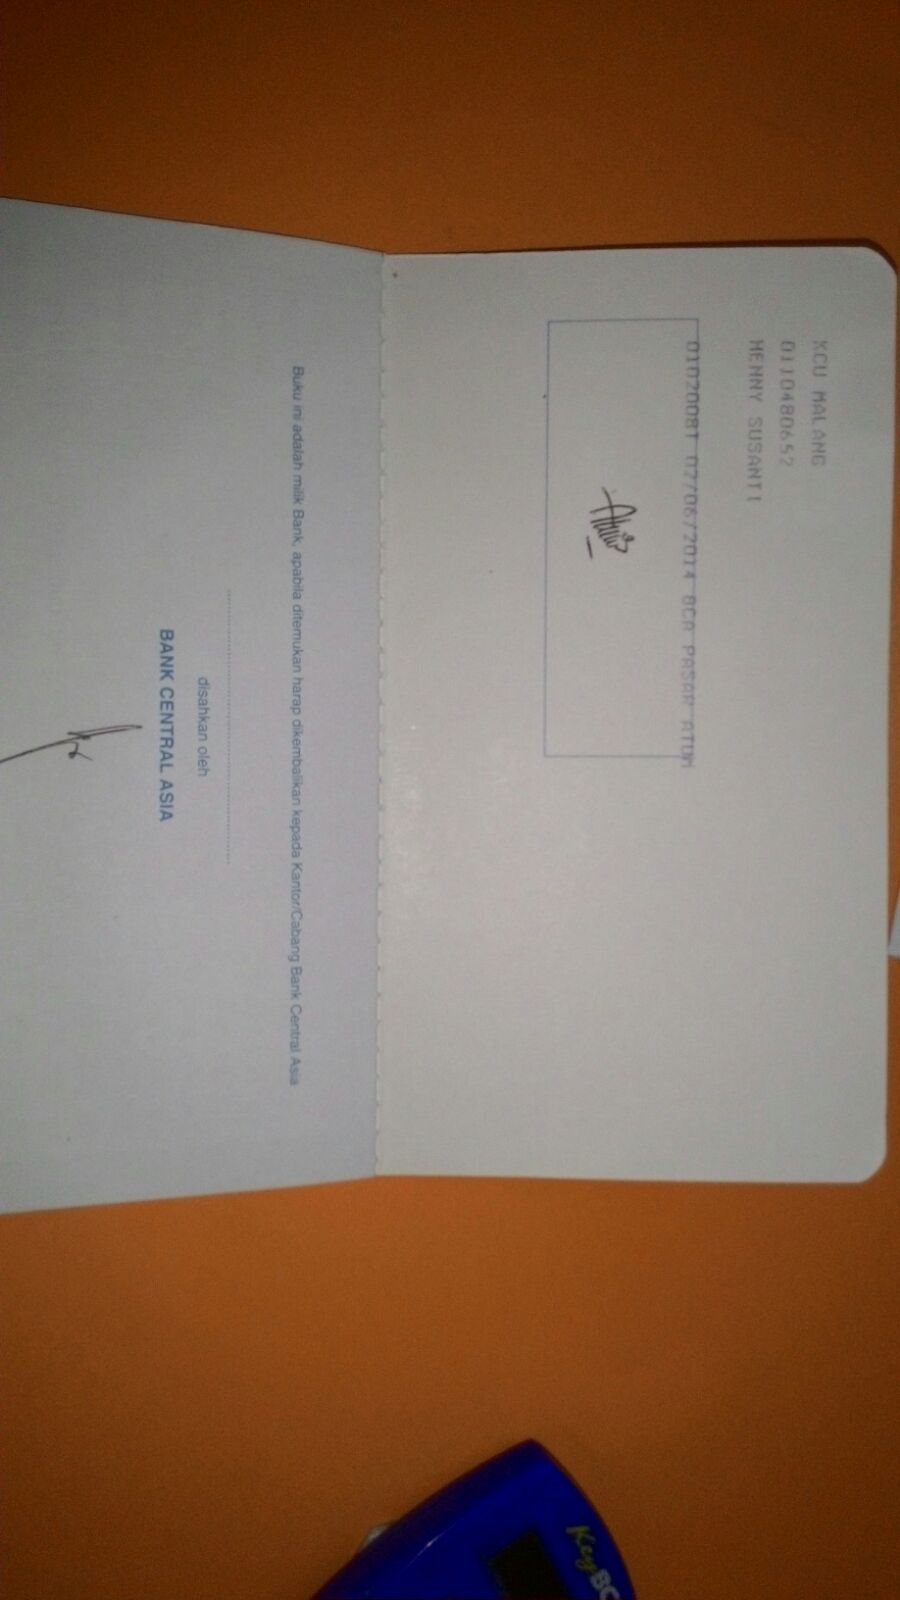 KCU MALANG
0110480652
HENNY SUSANTI
0102008T 02/06/2014 BCA PASAR ATOM
Buku ini adalah milik Bank, apabila ditemukan harap dikembalikan kepada Kantor/Cabang Bank Central Asia
disahkan oleh
BANK CENTRAL ASIA
KeyBC